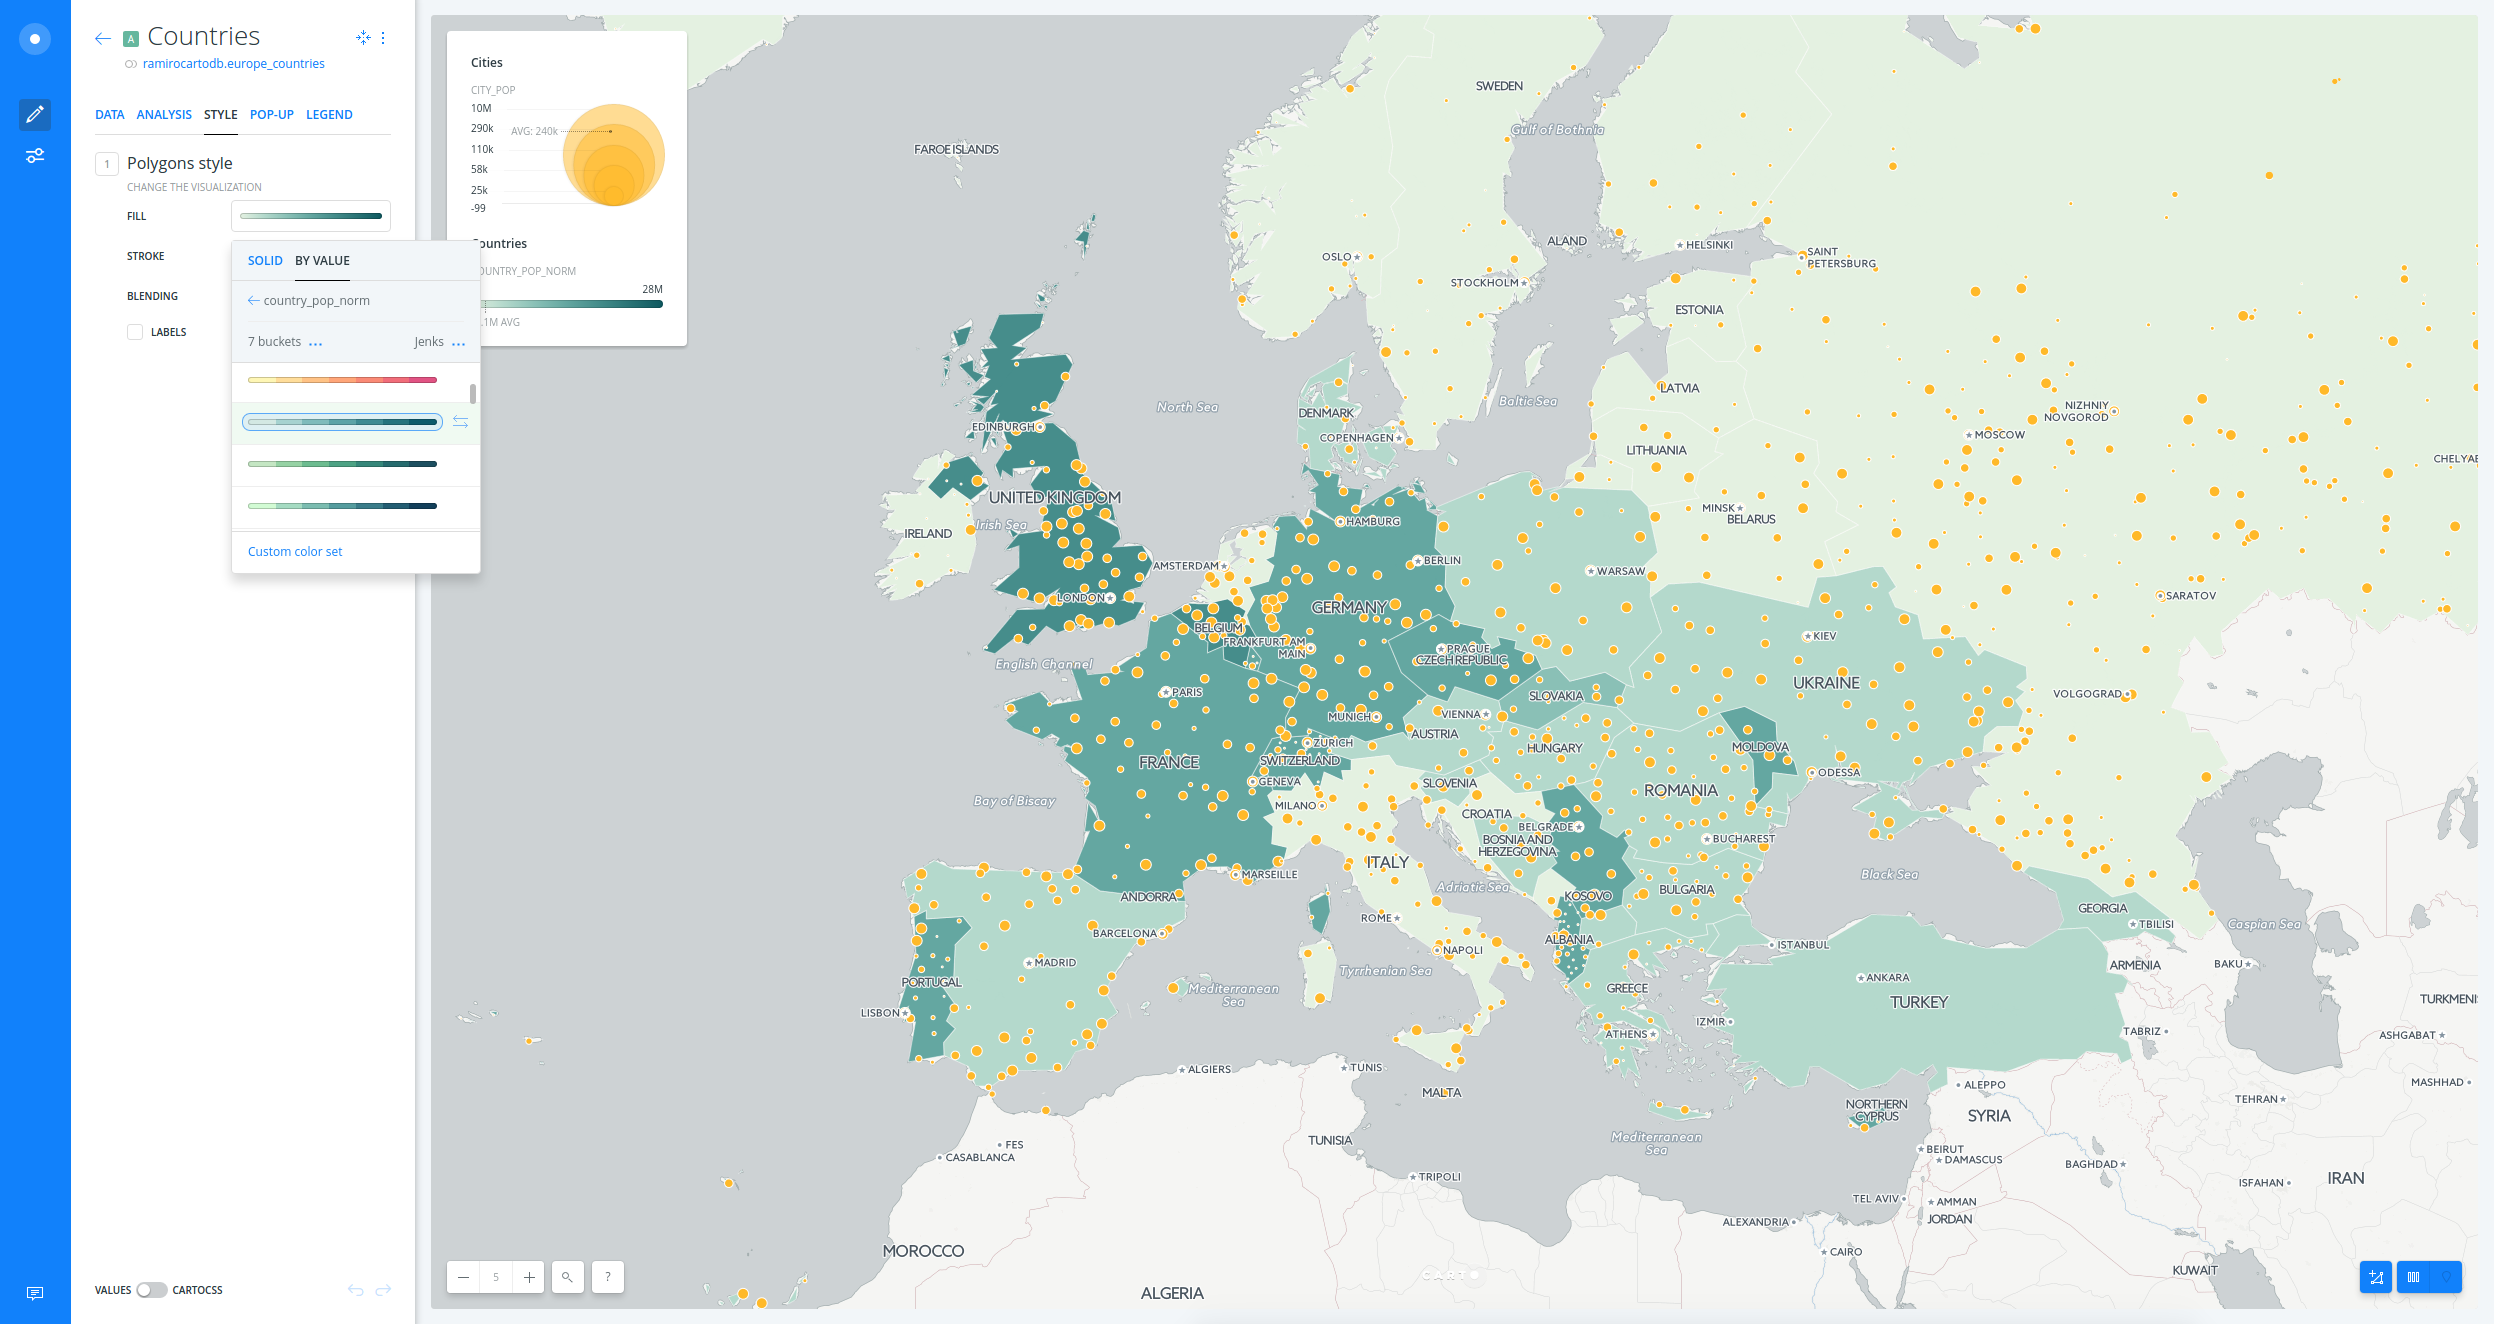 A Countries
ramirocartodb.europe_countries
DATA ANALYSIS STYLE POP-UP LEGEND
1 Polygons style
CHANGE THE VISUALIZATION
FILL
STROKE
BLENDING
LABELS
SOLID BY VALUE
country_pop_norm
7 buckets ... Jenks ...
Custom color set
VALUES CARTOCSS
Cities
CITY_POP
10M
290k
AVG: 240k
110k
58k
25k
-99
Countries
COUNTRY_POP_NORM
28M
.1M AVG
5
?
SWEDEN
Gulf of Bothnia
FAROE ISLANDS
ALAND
HELSINKI
SAINT
PETERSBURG
OSLO
STOCKHOLM
ESTONIA
LATVIA
North Sea
Baltic Sea
DENMARK
NIZHNIY
NOVGOROD
EDINBURGH
COPENHAGEN
MOSCOW
LITHUANIA
CHELYAB
UNITED KINGDOM
MINSK
BELARUS
Irish Sea
IRELAND
HAMBURG
AMSTERDAM
BERLIN
WARSAW
LONDON
GERMANY
SARATOV
BELGIUM
KIEV
FRANKFURT AM
MAIN
PRAGUE
CZECH REPUBLIC
English Channel
UKRAINE
PARIS
SLOVAKIA
VOLGOGRAD
MUNICH
VIENNA
AUSTRIA
ZURICH
HUNGARY
MOLDOVA
FRANCE
SWITZERLAND
ODESSA
GENEVA
SLOVENIA
ROMANIA
Bay of Biscay
MILANO
CROATIA
BELGRADE
BOSNIA AND
HERZEGOVINA
BUCHAREST
ITALY
MARSEILLE
Black Sea
Adriatic Sea
BULGARIA
ANDORRA
KOSOVO
GEORGIA
ROME
TBILISI
Caspian Sea
BARCELONA
ALBANIA
ISTANBUL
NAPOLI
MADRID
Tyrrhenian Sea
ARMENIA
BAKU
PORTUGAL
ANKARA
Mediterranean
Sea
GREECE
TURKEY
TURKMENI
LISBON
IZMIR
ATHENS
TABRIZ
ASHGABAT
ALGIERS
TUNIS
MALTA
ALEPPO
MASHHAD
NORTHERN
CYPRUS
TEHRAN
SYRIA
TUNISIA
Mediterranean
Sea
FES
BEIRUT
CASABLANCA
DAMASCUS
BAGHDAD
TRIPOLI
IRAN
ISFAHAN
TEL AVIV
AMMAN
JORDAN
ALEXANDRIA
MOROCCO
CAIRO
KUWAIT
CARTO
ALGERIA